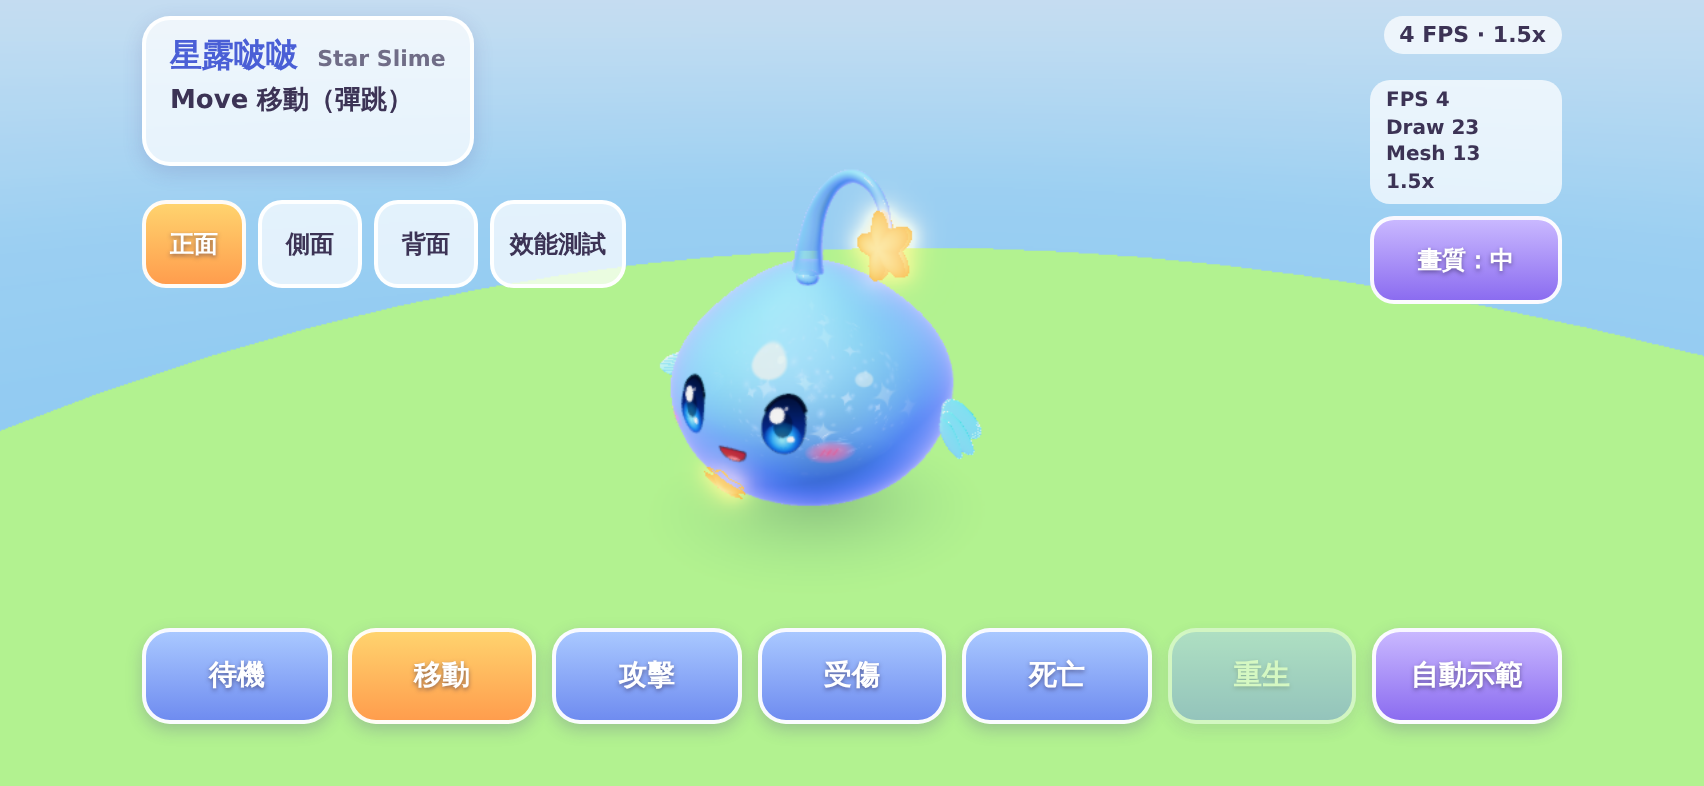 星露啵啵 Star Slime
Move 移動（彈跳）
4 FPS · 1.5x
FPS 4
Draw 23
Mesh 13
1.5x
正面 側面 背面 效能測試
畫質：中
待機 移動 攻擊 受傷 死亡 重生 自動示範